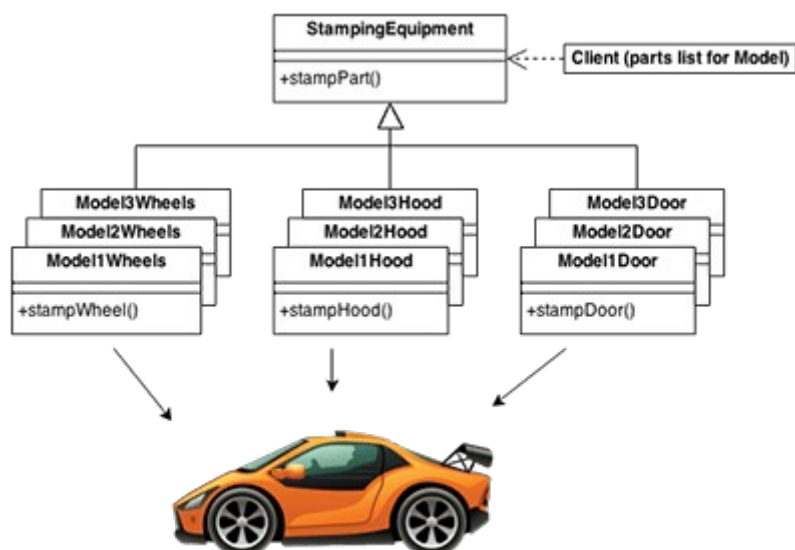 StampingEquipment
+stampPart()
Client (parts list for Model)
Model3Wheels
Model2Wheels
Model1Wheels
+stampWheel()
Model3Hood
Model2Hood
Model1Hood
+stampHood()
Model3Door
Model2Door
Model1Door
+stampDoor()